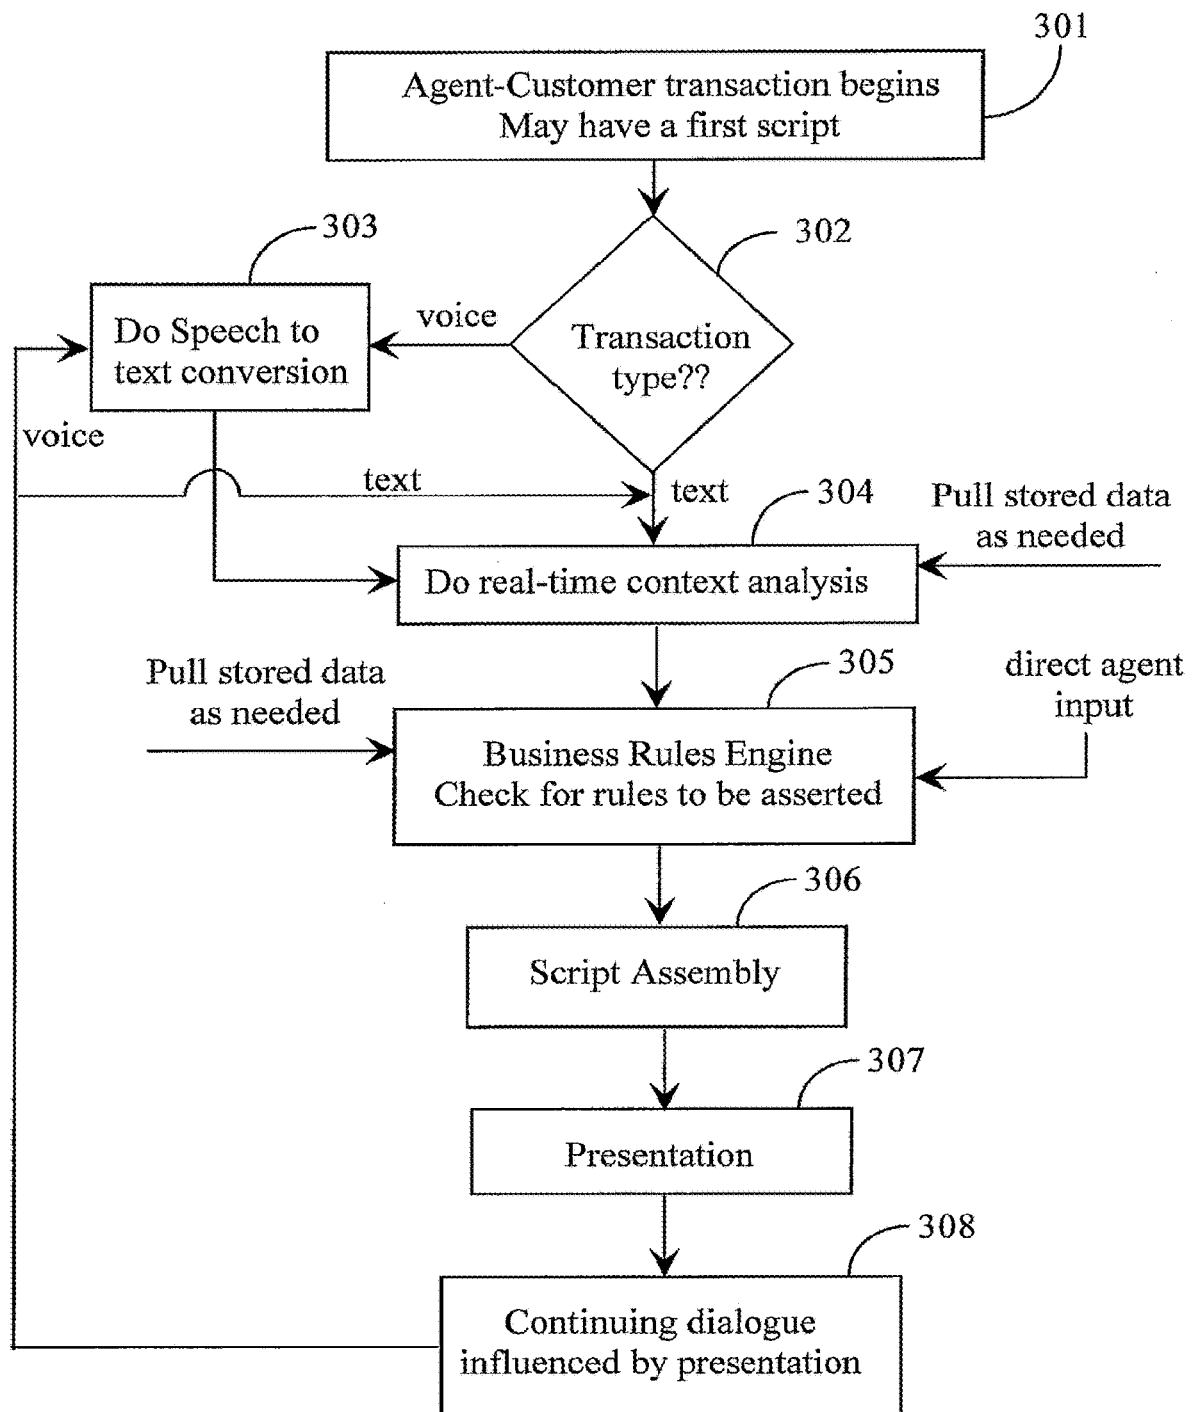 301
Agent-Customer transaction begins
May have a first script
303
302
Do Speech to
text conversion
voice
Transaction
type??
voice
text
text
304
Pull stored data
as needed
Do real-time context analysis
Pull stored data
as needed
305
direct agent
input
Business Rules Engine
Check for rules to be asserted
306
Script Assembly
307
Presentation
308
Continuing dialogue
influenced by presentation